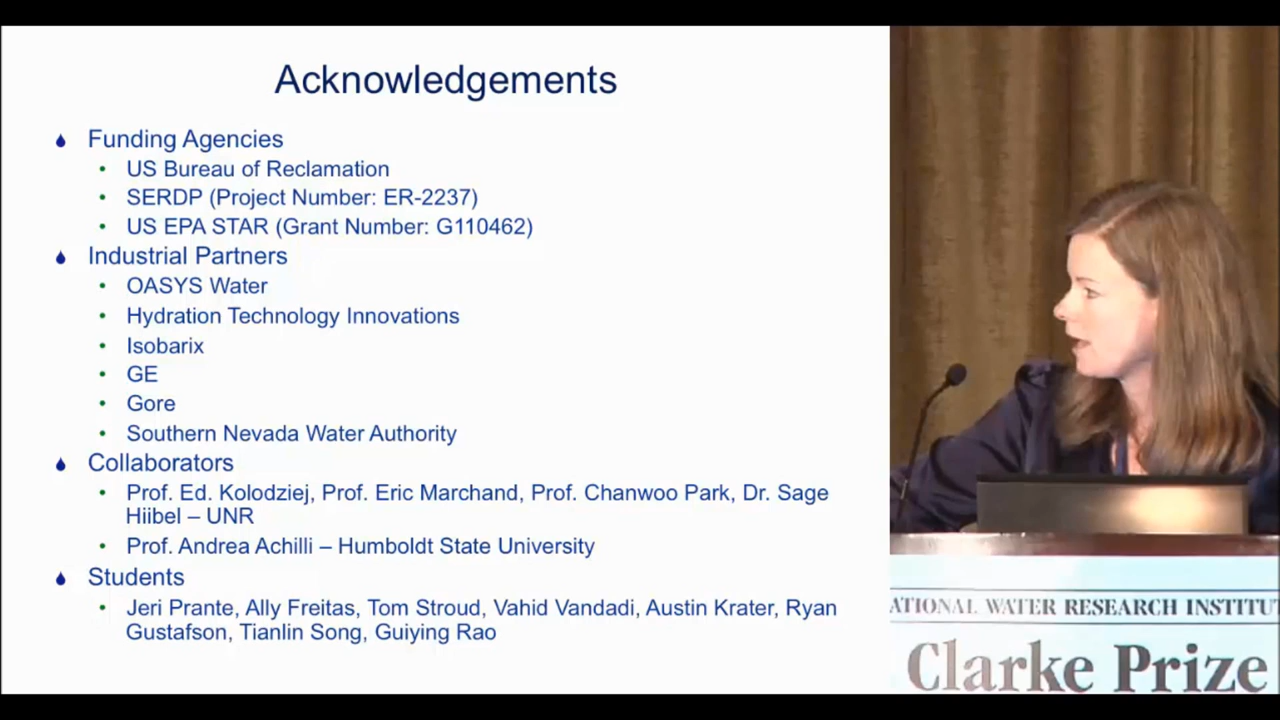 Acknowledgements
Funding Agencies
• US Bureau of Reclamation
• SERDP (Project Number: ER-2237)
• US EPA STAR (Grant Number: G110462)
Industrial Partners
• OASYS Water
• Hydration Technology Innovations
• Isobarix
• GE
• Gore
• Southern Nevada Water Authority
Collaborators
• Prof. Ed. Kolodziej, Prof. Eric Marchand, Prof. Chanwoo Park, Dr. Sage
Hiibel – UNR
• Prof. Andrea Achilli – Humboldt State University
Students
• Jeri Prante, Ally Freitas, Tom Stroud, Vahid Vandadi, Austin Krater, Ryan
Gustafson, Tianlin Song, Guiying Rao
ATIONAL WATER RESEARCH INSTITU
Clarke Prize